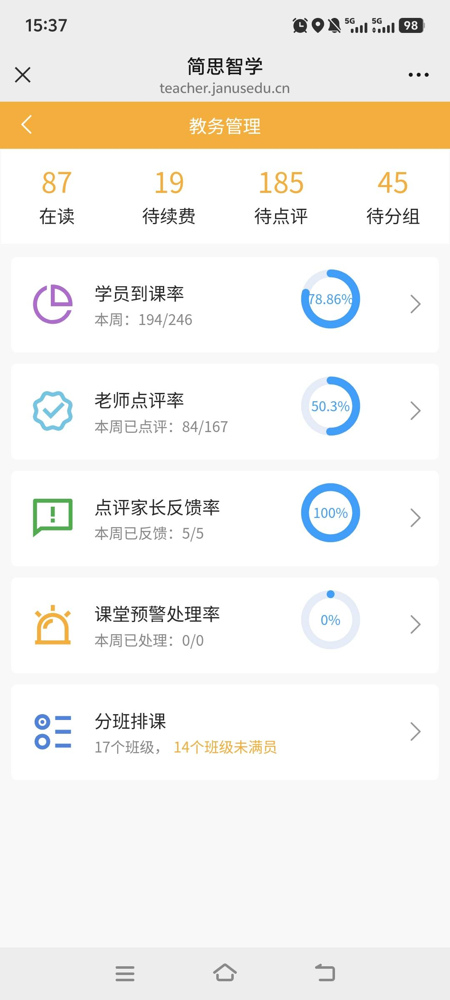 15:37
5G 5G 98
简思智学
teacher.janusedu.cn
教务管理
87 19 185 45
在读 待续费 待点评 待分组
学员到课率
本周：194/246
78.86%
老师点评率
本周已点评：84/167
50.3%
点评家长反馈率
本周已反馈：5/5
100%
课堂预警处理率
本周已处理：0/0
0%
分班排课
17个班级， 14个班级未满员